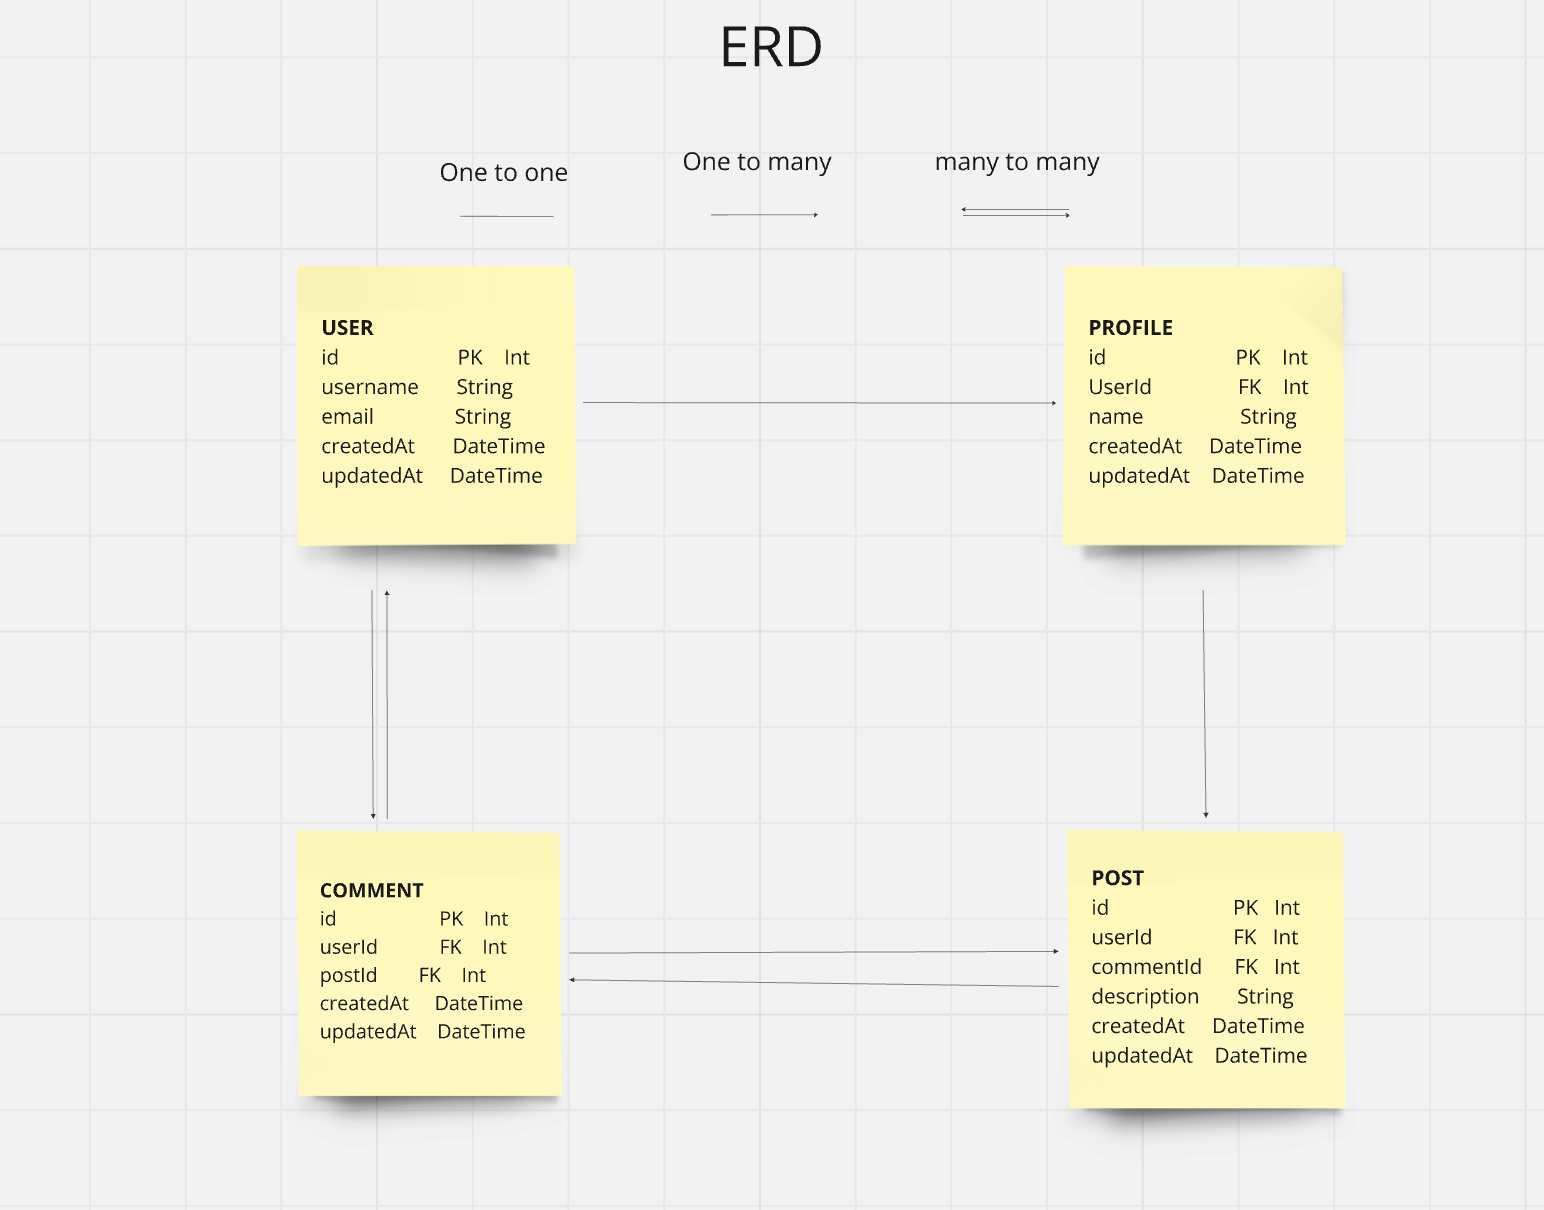 ERD
One to one
One to many
many to many
USER
id PK Int
username String
email String
createdAt DateTime
updatedAt DateTime
PROFILE
id PK Int
UserId FK Int
name String
createdAt DateTime
updatedAt DateTime
COMMENT
id PK Int
userId FK Int
postId FK Int
createdAt DateTime
updatedAt DateTime
POST
id PK Int
userId FK Int
commentId FK Int
description String
createdAt DateTime
updatedAt DateTime